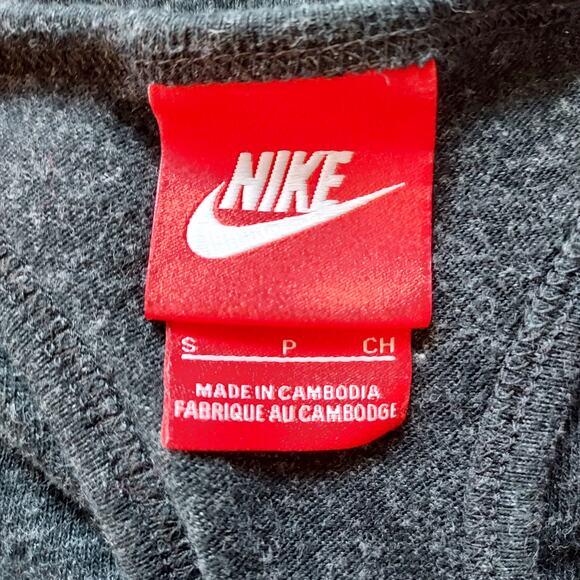 NIKE
S P CH
MADE IN CAMBODIA
FABRIQUE AU CAMBODGE